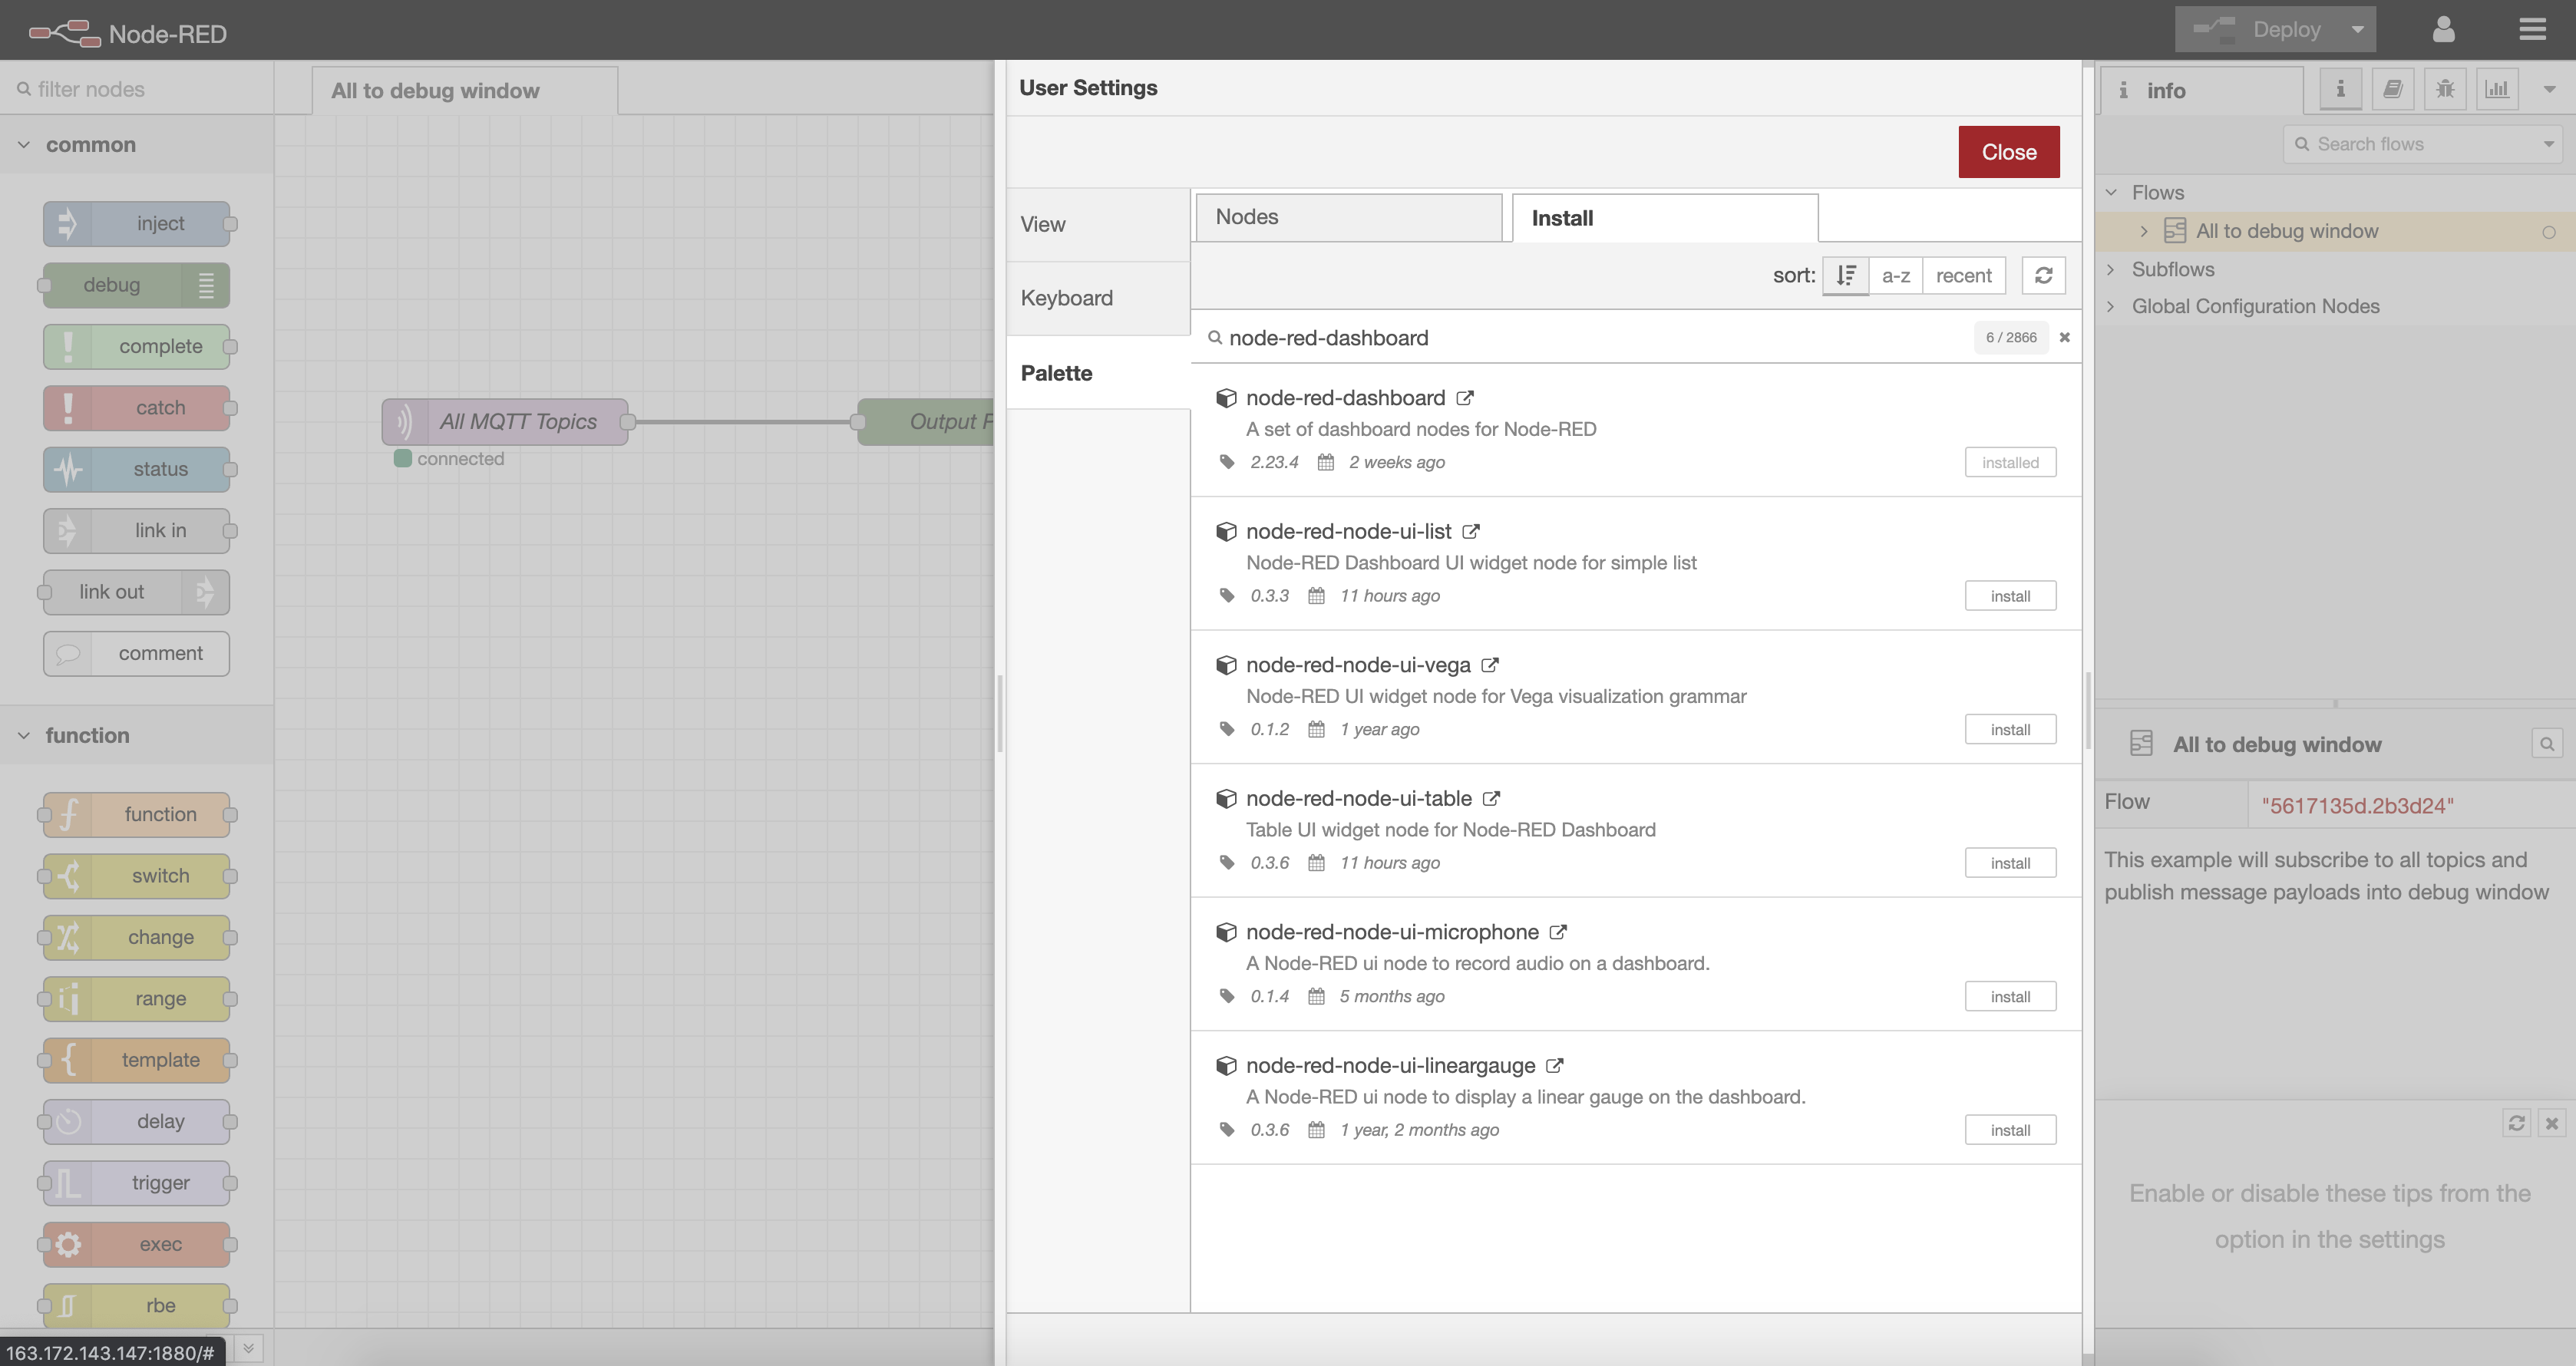 Node-RED
Deploy
filter nodes
common
inject
debug
complete
catch
status
link in
link out
comment
function
function
switch
change
range
template
delay
trigger
exec
rbe
163.172.143.147:1880/#
All to debug window
All MQTT Topics
connected
Output
User Settings
Close
View
Keyboard
Palette
Nodes
Install
sort:
a-z
recent
node-red-dashboard
6 / 2866
node-red-dashboard
A set of dashboard nodes for Node-RED
2.23.4
2 weeks ago
installed
node-red-node-ui-list
Node-RED Dashboard UI widget node for simple list
0.3.3
11 hours ago
install
node-red-node-ui-vega
Node-RED UI widget node for Vega visualization grammar
0.1.2
1 year ago
install
node-red-node-ui-table
Table UI widget node for Node-RED Dashboard
0.3.6
11 hours ago
install
node-red-node-ui-microphone
A Node-RED ui node to record audio on a dashboard.
0.1.4
5 months ago
install
node-red-node-ui-lineargauge
A Node-RED ui node to display a linear gauge on the dashboard.
0.3.6
1 year, 2 months ago
install
info
Search flows
Flows
All to debug window
Subflows
Global Configuration Nodes
All to debug window
Flow
"5617135d.2b3d24"
This example will subscribe to all topics and
publish message payloads into debug window
Enable or disable these tips from the
option in the settings